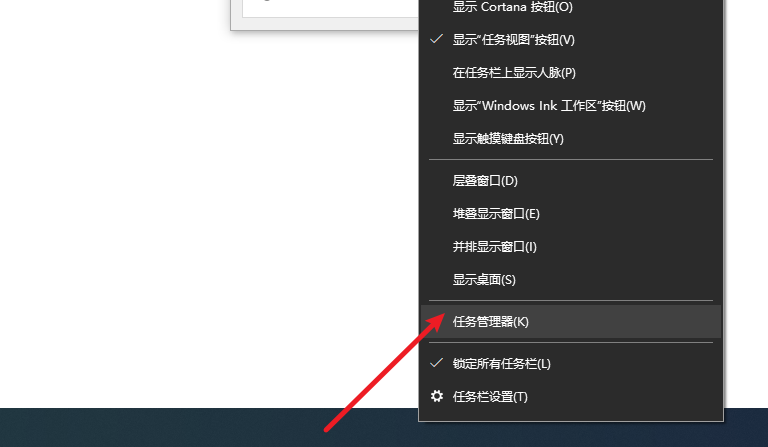 显示 Cortana 按钮(O)
显示“任务视图”按钮(V)
在任务栏上显示人脉(P)
显示“Windows Ink 工作区”按钮(W)
显示触摸键盘按钮(Y)
层叠窗口(D)
堆叠显示窗口(E)
并排显示窗口(I)
显示桌面(S)
任务管理器(K)
锁定所有任务栏(L)
任务栏设置(T)